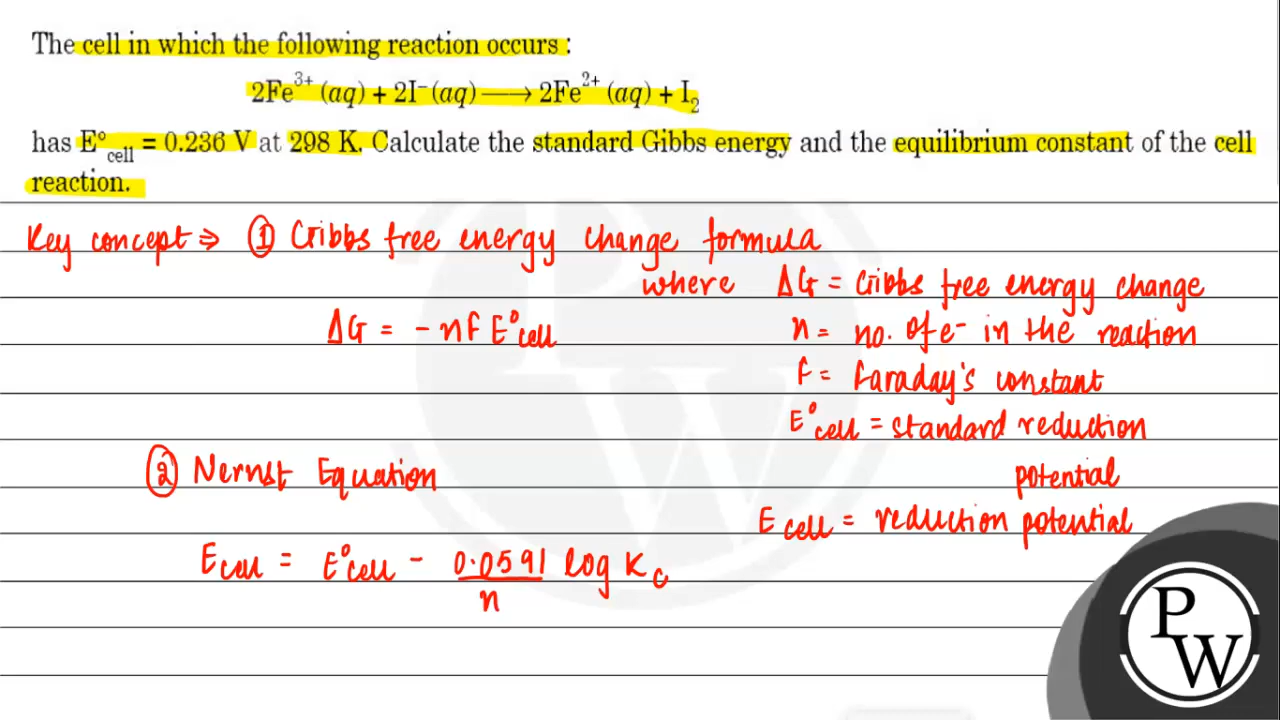 The cell in which the following reaction occurs :
2Fe³⁺ (aq) + 2I⁻ (aq) ⟶ 2Fe²⁺ (aq) + I₂
has E°cell = 0.236 V at 298 K. Calculate the standard Gibbs energy and the equilibrium constant of the cell
reaction.
Key concept ⇒ ① Gibbs free energy change formula
where ΔG = Gibbs free energy change
ΔG = - nF E°cell
n = no. of e⁻ in the reaction
F = Faraday's constant
E°cell = standard reduction
② Nernst Equation
potential
E cell = reduction potential
Ecell = E°cell - 0.0591/n log Kc
PW
PW